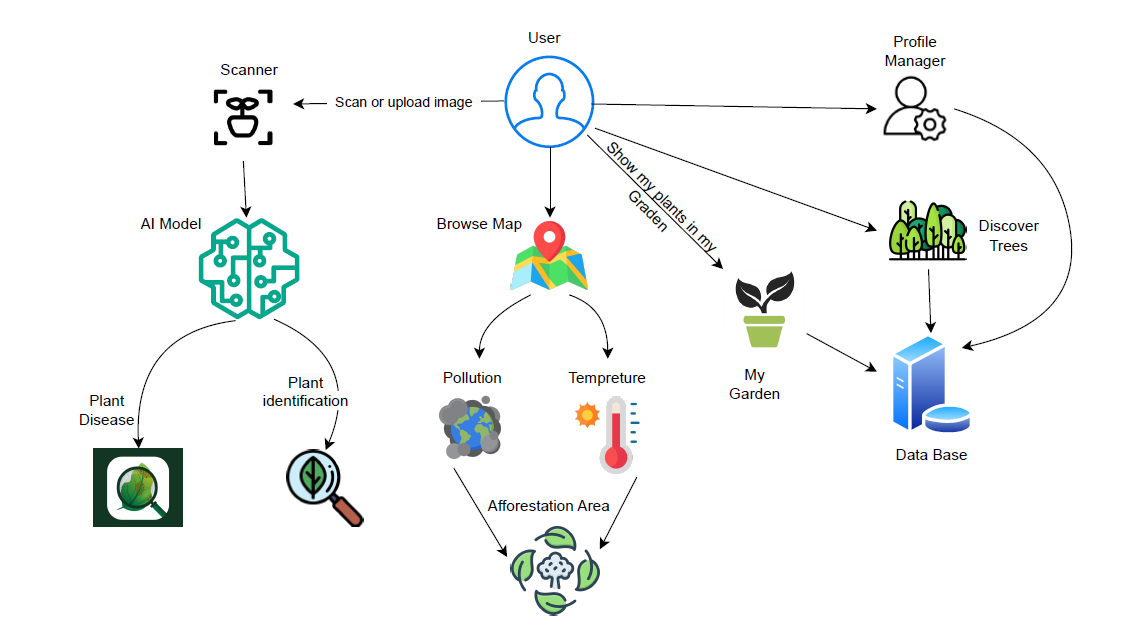 User
Profile
Manager
Scanner
Scan or upload image
Show my plants in my
Graden
AI Model
Browse Map
Discover
Trees
Pollution
Tempreture
My
Garden
Plant
identification
Plant
Disease
Data Base
Afforestation Area